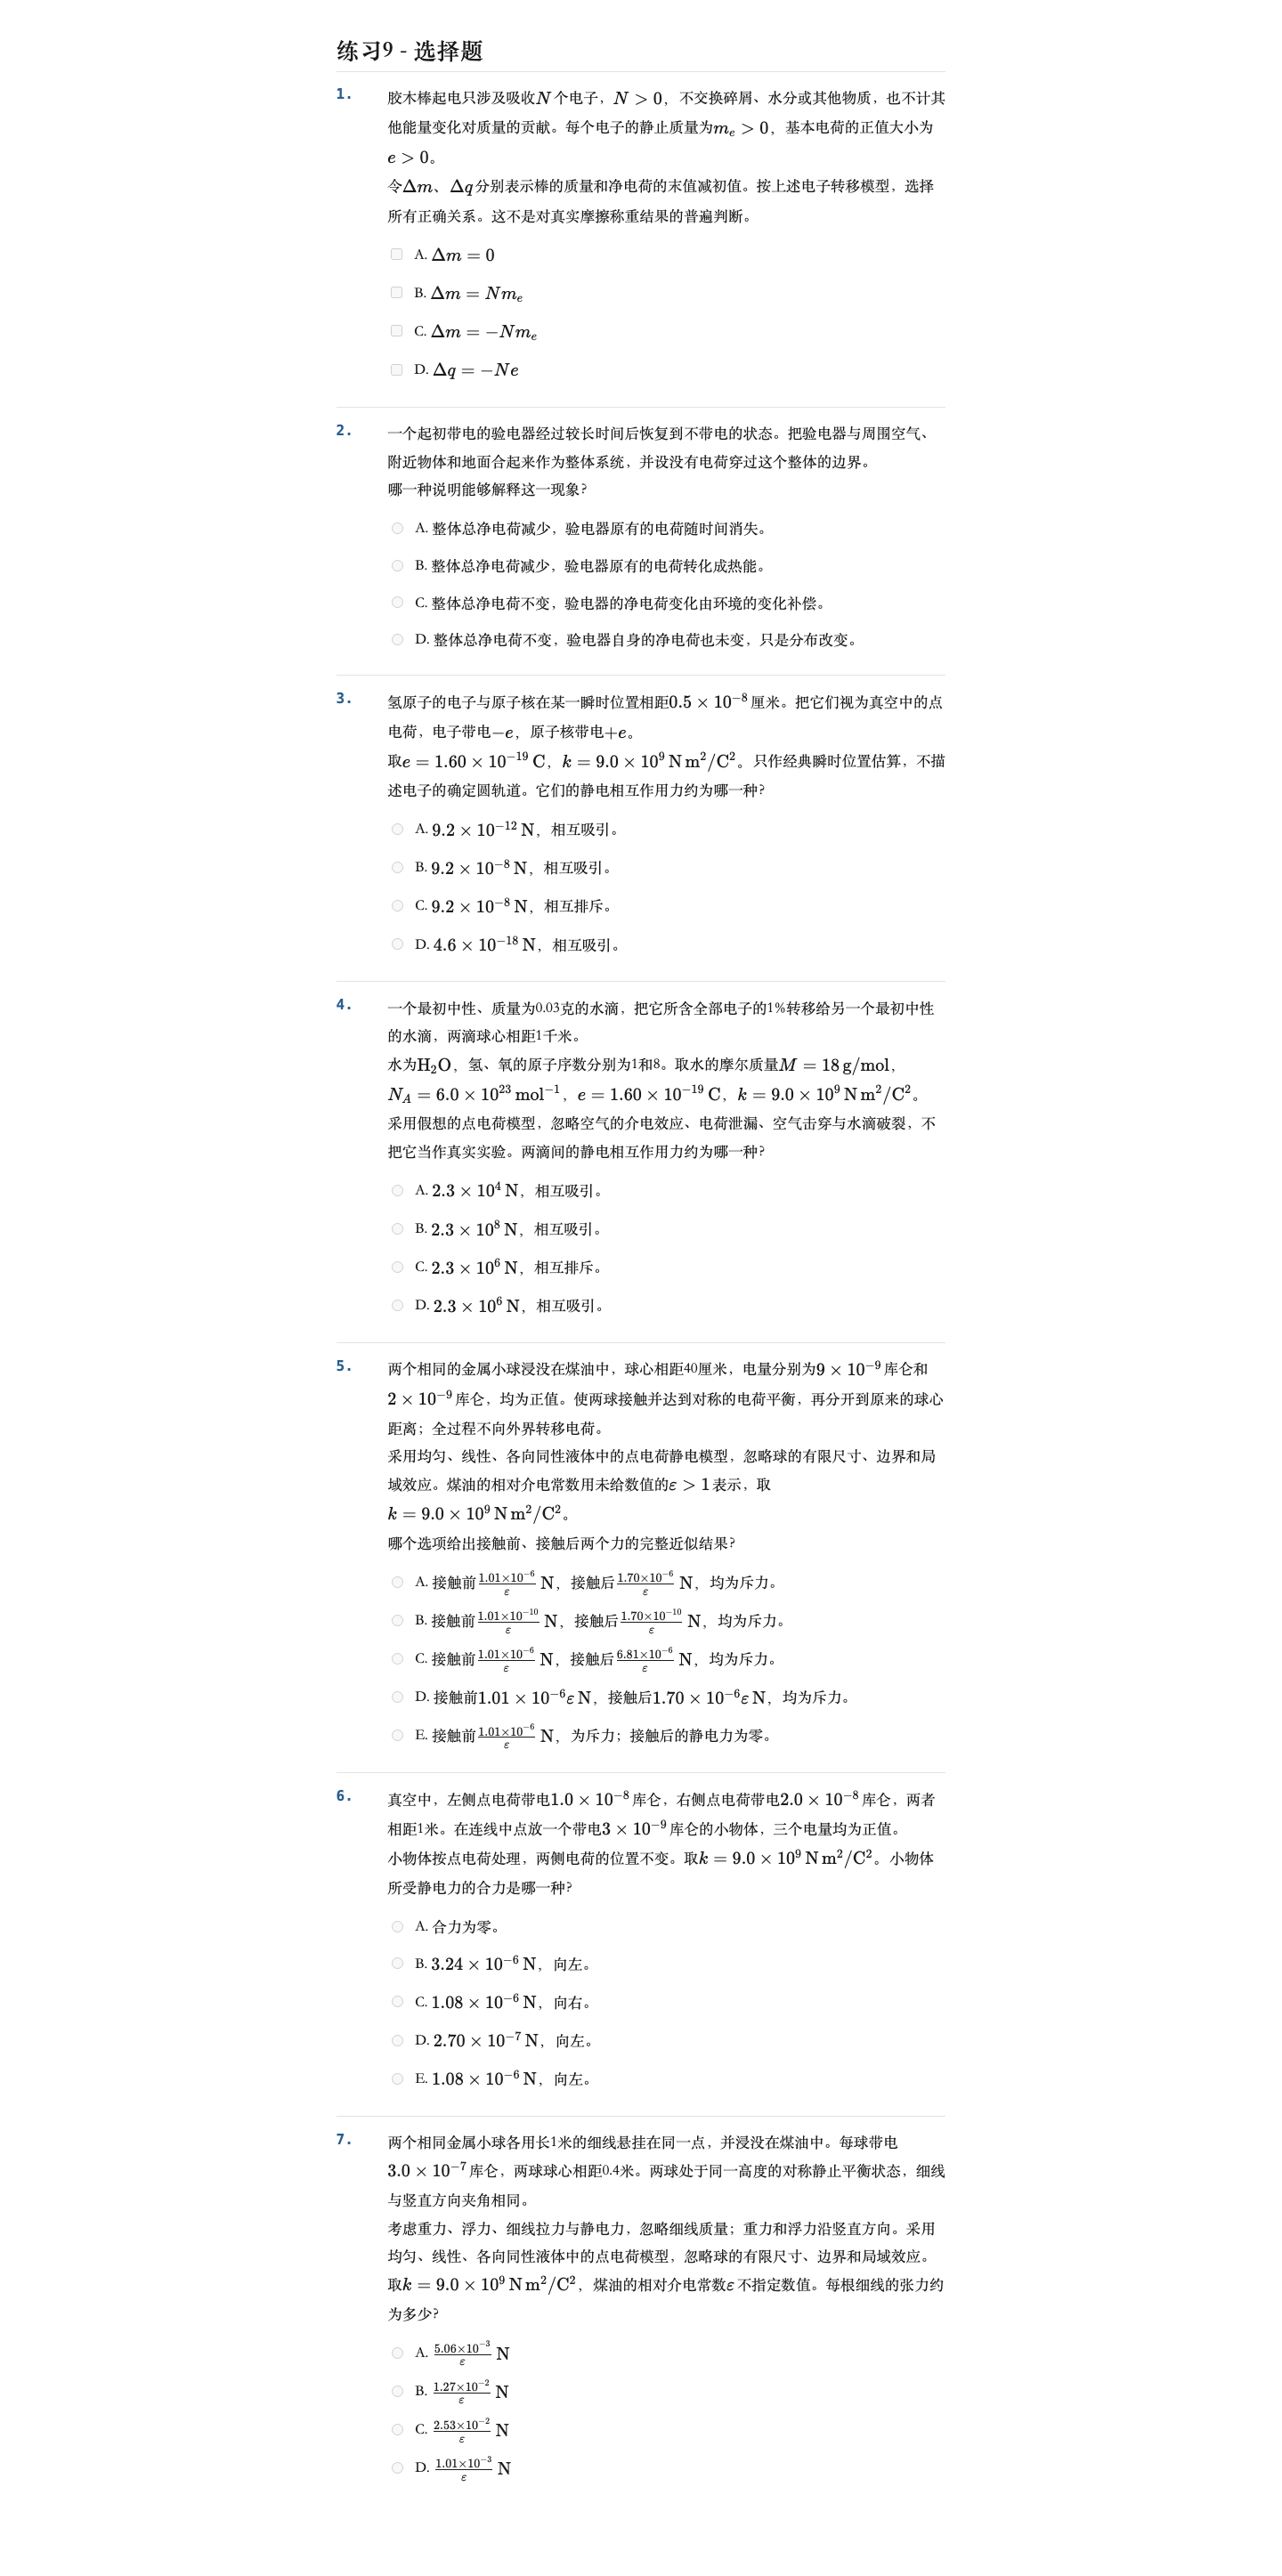 练习9 - 选择题
1.
胶木棒起电只涉及吸收N个电子，N > 0，不交换碎屑、水分或其他物质，也不计其
他能量变化对质量的贡献。每个电子的静止质量为mₑ > 0，基本电荷的正值大小为
e > 0。
令Δm、Δq分别表示棒的质量和净电荷的末值减初值。按上述电子转移模型，选择
所有正确关系。这不是对真实摩擦称重结果的普遍判断。
A. Δm = 0
B. Δm = Nmₑ
C. Δm = −Nmₑ
D. Δq = −Ne
2.
一个起初带电的验电器经过较长时间后恢复到不带电的状态。把验电器与周围空气、
附近物体和地面合起来作为整体系统，并设没有电荷穿过这个整体的边界。
哪一种说明能够解释这一现象？
A. 整体总净电荷减少，验电器原有的电荷随时间消失。
B. 整体总净电荷减少，验电器原有的电荷转化成热能。
C. 整体总净电荷不变，验电器的净电荷变化由环境的变化补偿。
D. 整体总净电荷不变，验电器自身的净电荷也未变，只是分布改变。
3.
氢原子的电子与原子核在某一瞬时位置相距0.5 × 10⁻⁸厘米。把它们视为真空中的点
电荷，电子带电−e，原子核带电+e。
取e = 1.60 × 10⁻¹⁹ C，k = 9.0 × 10⁹ N m²/C²。只作经典瞬时位置估算，不描
述电子的确定圆轨道。它们的静电相互作用力约为哪一种？
A. 9.2 × 10⁻¹² N，相互吸引。
B. 9.2 × 10⁻⁸ N，相互吸引。
C. 9.2 × 10⁻⁸ N，相互排斥。
D. 4.6 × 10⁻¹⁸ N，相互吸引。
4.
一个最初中性、质量为0.03克的水滴，把它所含全部电子的1%转移给另一个最初中性
的水滴，两滴球心相距1千米。
水为H₂O，氢、氧的原子序数分别为1和8。取水的摩尔质量M = 18 g/mol，
N_A = 6.0 × 10²³ mol⁻¹，e = 1.60 × 10⁻¹⁹ C，k = 9.0 × 10⁹ N m²/C²。
采用假想的点电荷模型，忽略空气的介电效应、电荷泄漏、空气击穿与水滴破裂，不
把它当作真实实验。两滴间的静电相互作用力约为哪一种？
A. 2.3 × 10⁴ N，相互吸引。
B. 2.3 × 10⁸ N，相互吸引。
C. 2.3 × 10⁶ N，相互排斥。
D. 2.3 × 10⁶ N，相互吸引。
5.
两个相同的金属小球浸没在煤油中，球心相距40厘米，电量分别为9 × 10⁻⁹库仑和
2 × 10⁻⁹库仑，均为正值。使两球接触并达到对称的电荷平衡，再分开到原来的球心
距离；全过程不向外界转移电荷。
采用均匀、线性、各向同性液体中的点电荷静电模型，忽略球的有限尺寸、边界和局
域效应。煤油的相对介电常数用未给数值的ε > 1表示，取
k = 9.0 × 10⁹ N m²/C²。
哪个选项给出接触前、接触后两个力的完整近似结果？
A. 接触前1.01×10⁻⁶/ε N，接触后1.70×10⁻⁶/ε N，均为斥力。
B. 接触前1.01×10⁻¹⁰/ε N，接触后1.70×10⁻¹⁰/ε N，均为斥力。
C. 接触前1.01×10⁻⁶/ε N，接触后6.81×10⁻⁶/ε N，均为斥力。
D. 接触前1.01 × 10⁻⁶ε N，接触后1.70 × 10⁻⁶ε N，均为斥力。
E. 接触前1.01×10⁻⁶/ε N，为斥力；接触后的静电力为零。
6.
真空中，左侧点电荷带电1.0 × 10⁻⁸库仑，右侧点电荷带电2.0 × 10⁻⁸库仑，两者
相距1米。在连线中点放一个带电3 × 10⁻⁹库仑的小物体，三个电量均为正值。
小物体按点电荷处理，两侧电荷的位置不变。取k = 9.0 × 10⁹ N m²/C²。小物体
所受静电力的合力是哪一种？
A. 合力为零。
B. 3.24 × 10⁻⁶ N，向左。
C. 1.08 × 10⁻⁶ N，向右。
D. 2.70 × 10⁻⁷ N，向左。
E. 1.08 × 10⁻⁶ N，向左。
7.
两个相同金属小球各用长1米的细线悬挂在同一点，并浸没在煤油中。每球带电
3.0 × 10⁻⁷库仑，两球球心相距0.4米。两球处于同一高度的对称静止平衡状态，细线
与竖直方向夹角相同。
考虑重力、浮力、细线拉力与静电力，忽略细线质量；重力和浮力沿竖直方向。采用
均匀、线性、各向同性液体中的点电荷模型，忽略球的有限尺寸、边界和局域效应。
取k = 9.0 × 10⁹ N m²/C²，煤油的相对介电常数ε不指定数值。每根细线的张力约
为多少？
A. 5.06×10⁻³/ε N
B. 1.27×10⁻²/ε N
C. 2.53×10⁻²/ε N
D. 1.01×10⁻³/ε N